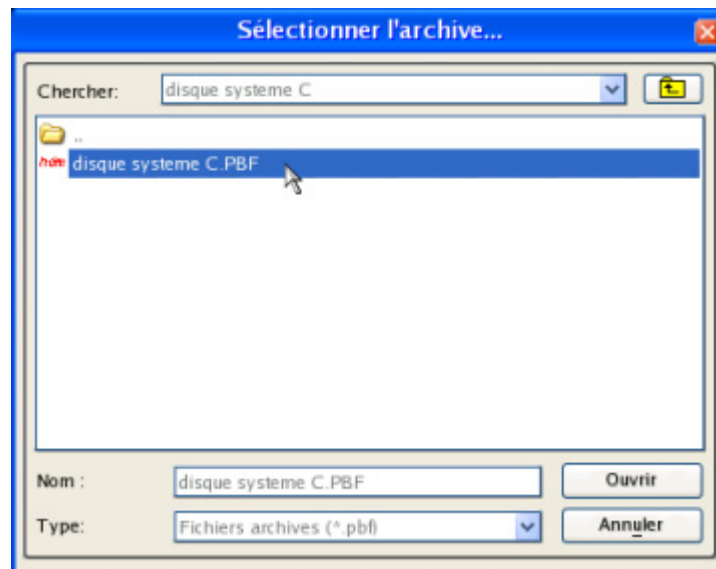 Sélectionner l'archive...
Chercher: disque systeme C
..
disque systeme C.PBF
Nom : disque systeme C.PBF Ouvrir
Type: Fichiers archives (*.pbf) Annuler